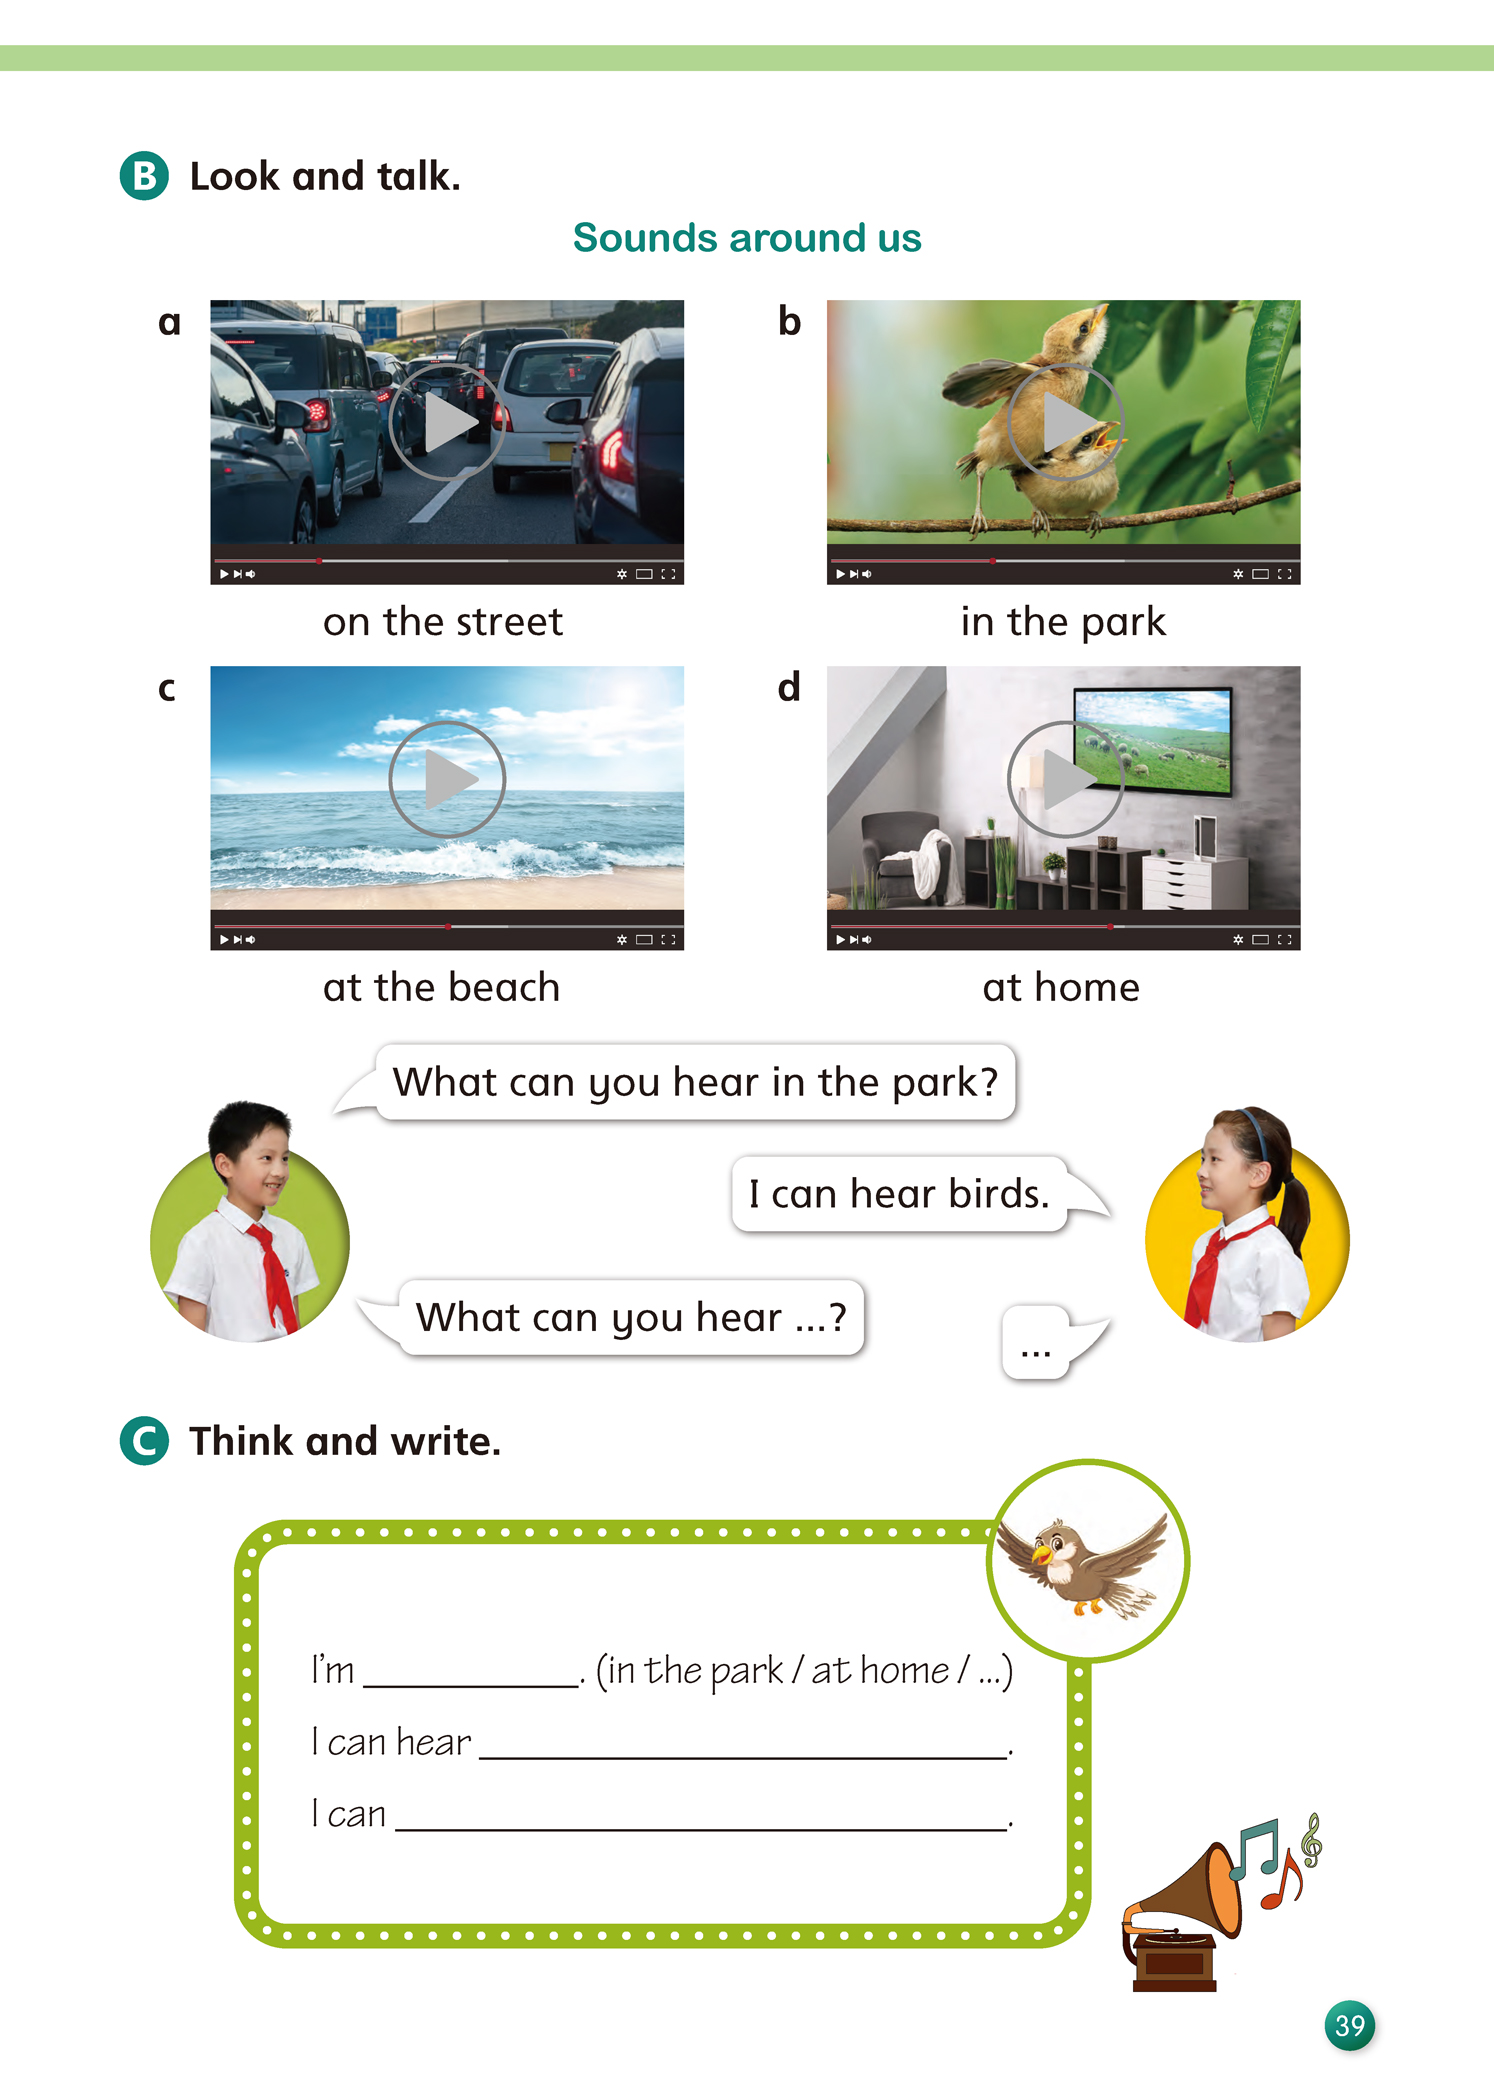 B Look and talk.
Sounds around us
a
b
on the street
in the park
c
d
at the beach
at home
What can you hear in the park?
I can hear birds.
What can you hear ...?
...
C Think and write.
I'm __________. (in the park / at home / ...)
I can hear ______________________________.
I can ______________________________.
39